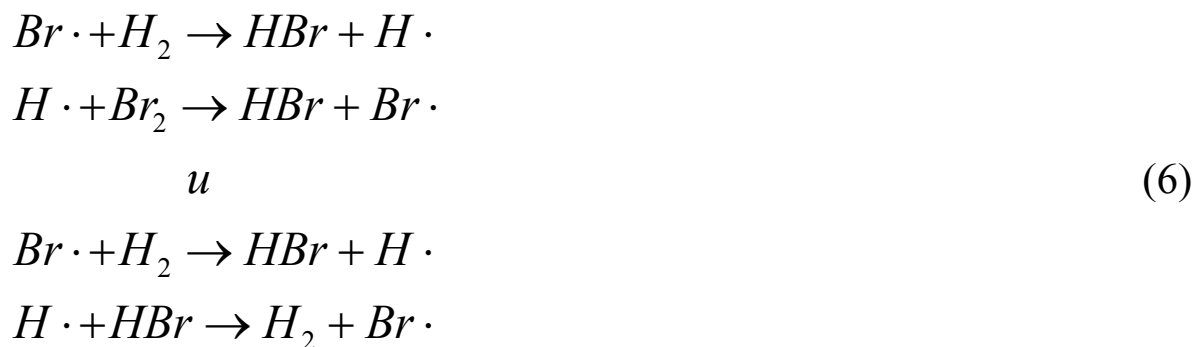 Br · +H₂ → HBr + H ·
H · +Br₂ → HBr + Br ·
и (6)
Br · +H₂ → HBr + H ·
H · +HBr → H₂ + Br ·